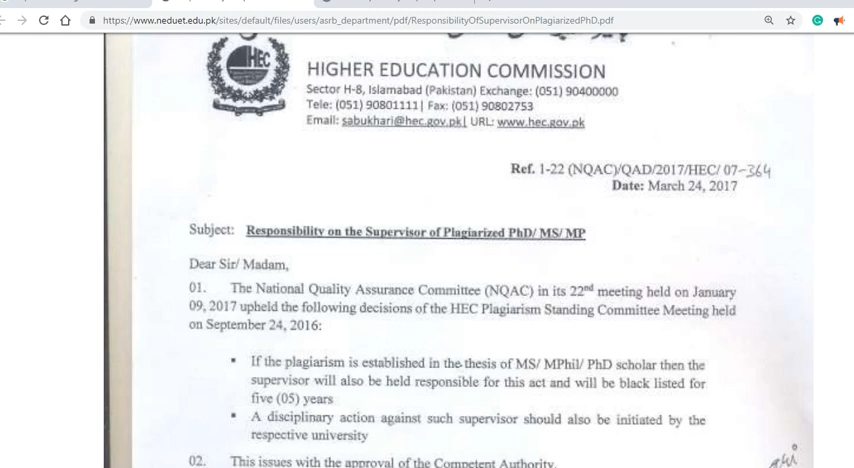 https://www.neduet.edu.pk/sites/default/files/users/asrb_department/pdf/ResponsibilityOfSupervisorOnPlagiarizedPhD.pdf
HEC
HIGHER EDUCATION COMMISSION
Sector H-8, Islamabad (Pakistan) Exchange: (051) 90400000
Tele: (051) 90801111| Fax: (051) 90802753
Email: sabukhari@hec.gov.pk| URL: www.hec.gov.pk
Ref. 1-22 (NQAC)/QAD/2017/HEC/ 07-364
Date: March 24, 2017
Subject: Responsibility on the Supervisor of Plagiarized PhD/ MS/ MP
Dear Sir/ Madam,
01. The National Quality Assurance Committee (NQAC) in its 22nd meeting held on January
09, 2017 upheld the following decisions of the HEC Plagiarism Standing Committee Meeting held
on September 24, 2016:
▪ If the plagiarism is established in the thesis of MS/ MPhil/ PhD scholar then the
supervisor will also be held responsible for this act and will be black listed for
five (05) years
▪ A disciplinary action against such supervisor should also be initiated by the
respective university
02. This issues with the approval of the Competent Authority.